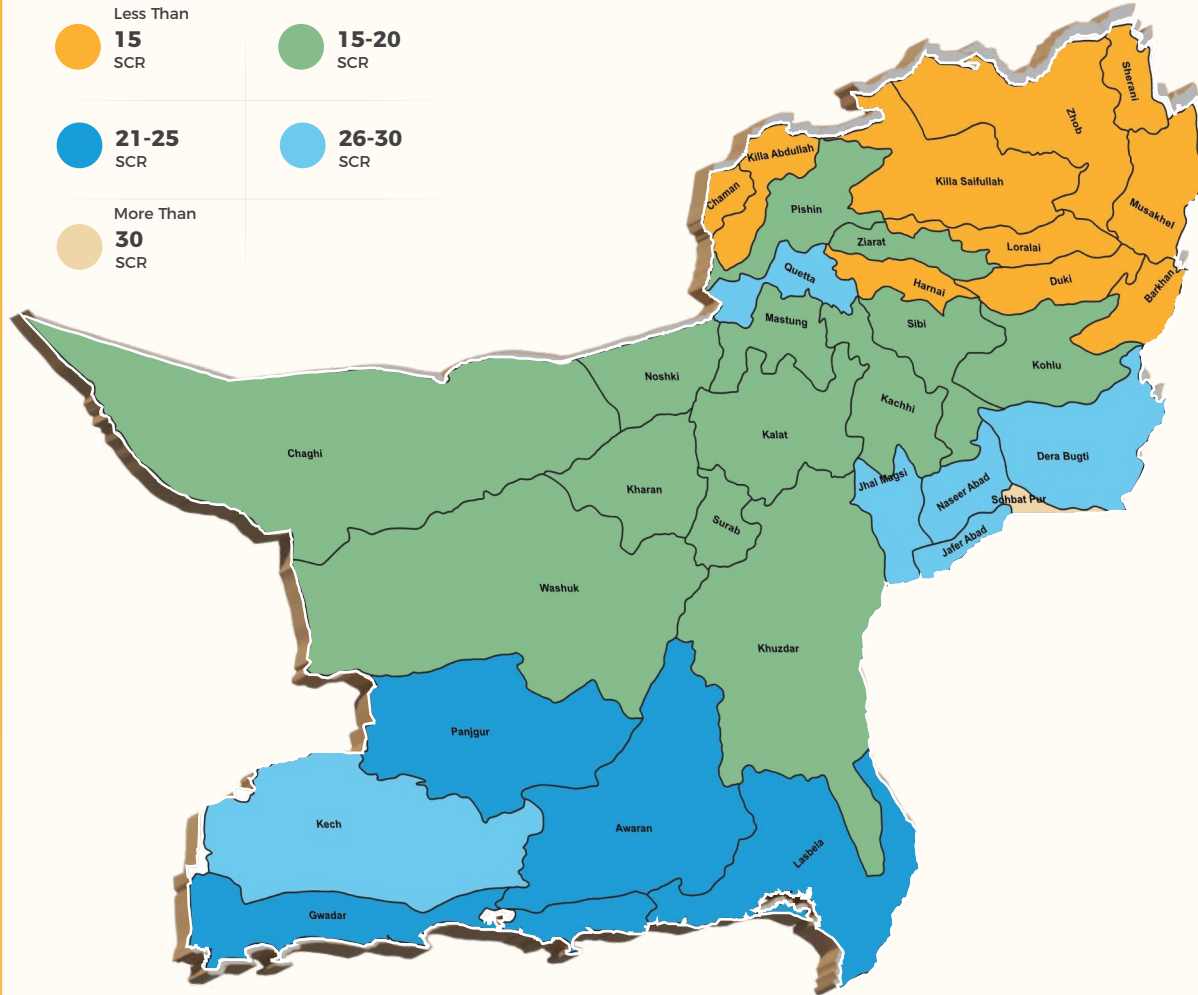 Less Than
15
SCR
15-20
SCR
21-25
SCR
26-30
SCR
More Than
30
SCR
Sherani
Zhob
Killa Abdullah
Killa Saifullah
Chaman
Musakhel
Pishin
Ziarat
Loralai
Quetta
Harnai
Duki
Barkhan
Mastung
Sibi
Noshki
Kohlu
Kachhi
Kalat
Chaghi
Dera Bugti
Jhal Magsi
Kharan
Naseer Abad
Sohbat Pur
Surab
Jafer Abad
Washuk
Khuzdar
Panjgur
Kech
Awaran
Lasbela
Gwadar